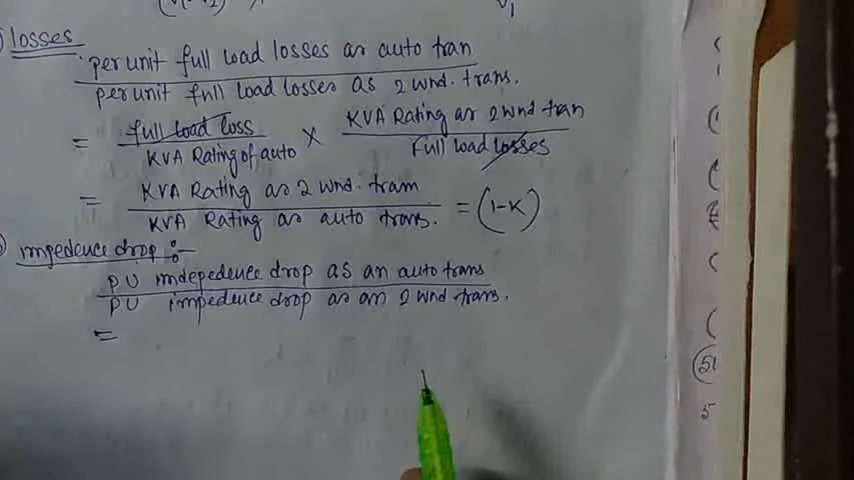 losses
per unit full load losses as auto tran
per unit full load losses as 2 wnd. trans.
= full load loss / KVA Rating of auto X KVA Rating as 2 wnd tran / Full load losses
= KVA Rating as 2 wnd. tram / KVA Rating as auto trans. = (1-K)
impedence drop :-
PU indepedence drop as an auto trans
PU impedence drop as an 2 wnd trans.
=